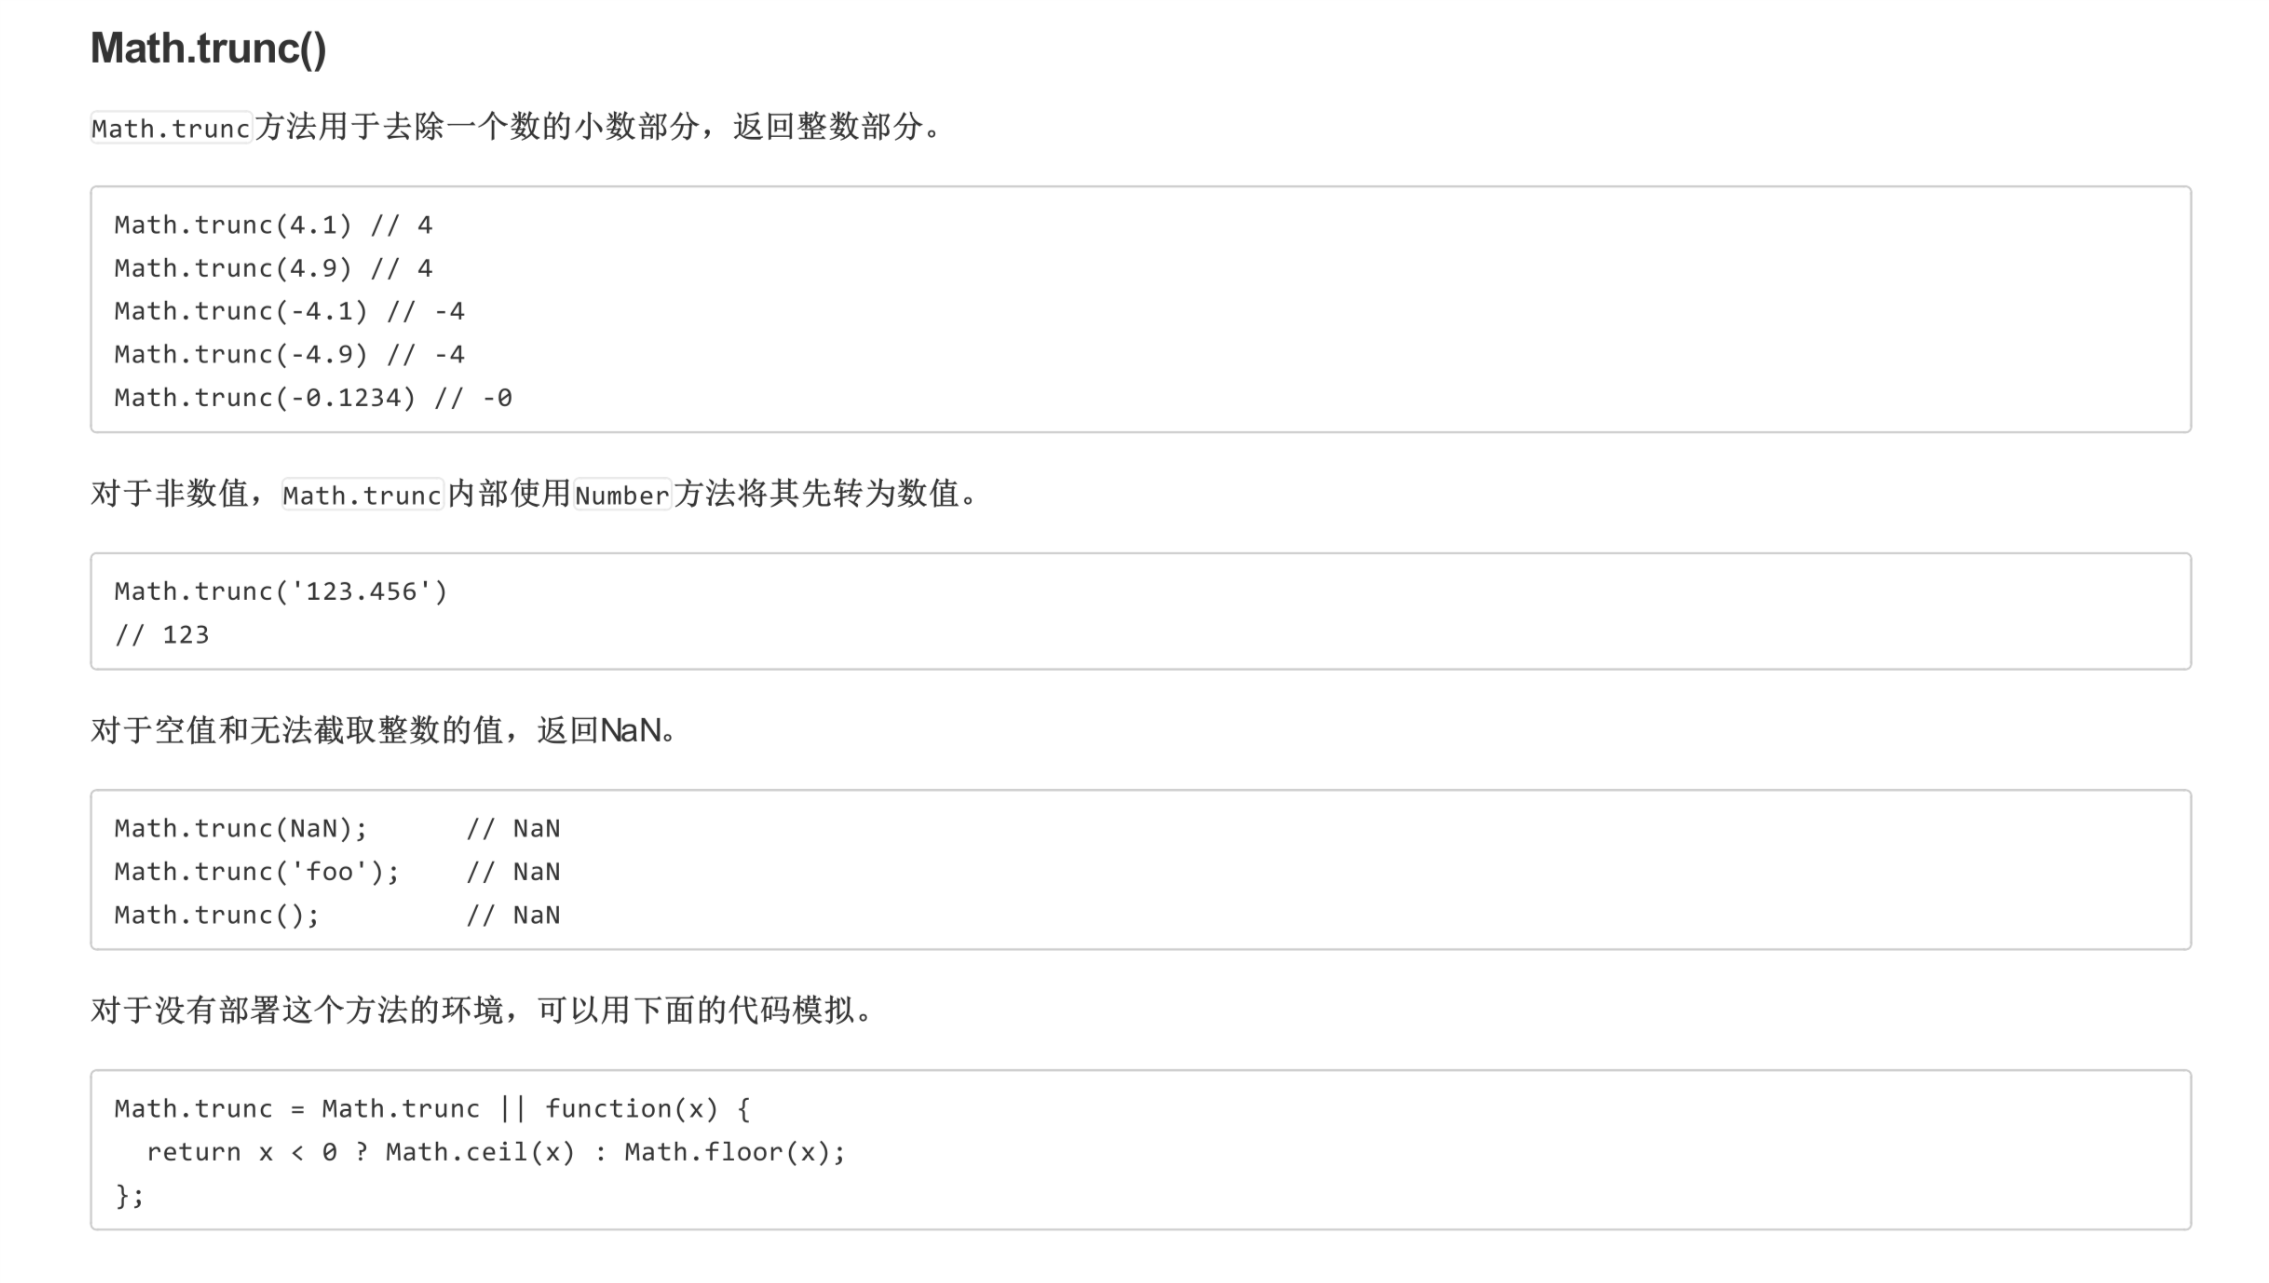 Math.trunc()
Math.trunc方法用于去除一个数的小数部分，返回整数部分。
Math.trunc(4.1) // 4
Math.trunc(4.9) // 4
Math.trunc(-4.1) // -4
Math.trunc(-4.9) // -4
Math.trunc(-0.1234) // -0
对于非数值，Math.trunc内部使用Number方法将其先转为数值。
Math.trunc('123.456')
// 123
对于空值和无法截取整数的值，返回NaN。
Math.trunc(NaN);      // NaN
Math.trunc('foo');    // NaN
Math.trunc();         // NaN
对于没有部署这个方法的环境，可以用下面的代码模拟。
Math.trunc = Math.trunc || function(x) {
  return x < 0 ? Math.ceil(x) : Math.floor(x);
};